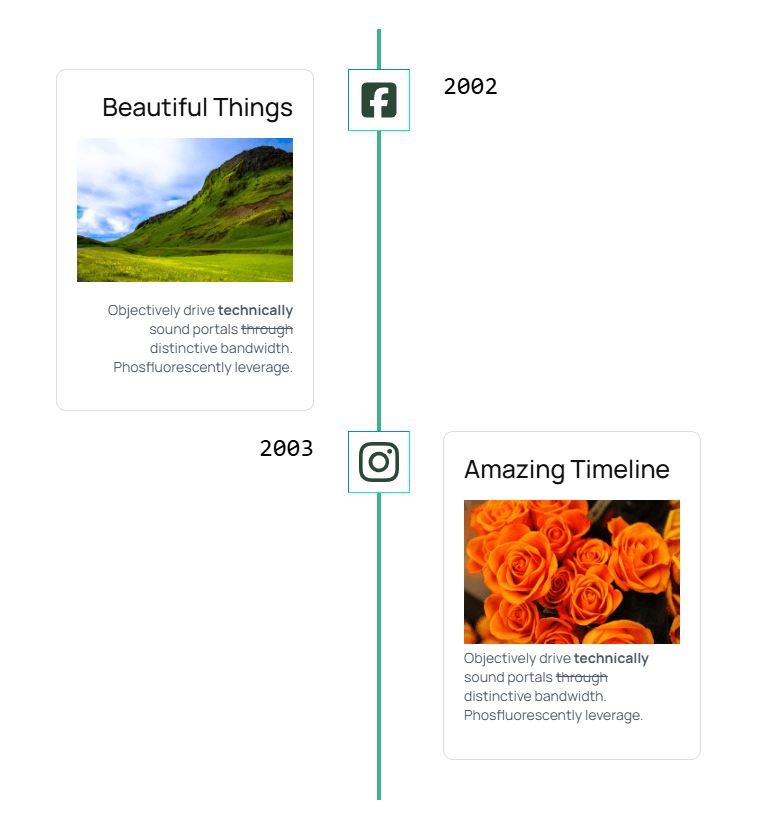 Beautiful Things
2002
Objectively drive technically
sound portals through
distinctive bandwidth.
Phosfluorescently leverage.
2003
Amazing Timeline
Objectively drive technically
sound portals through
distinctive bandwidth.
Phosfluorescently leverage.